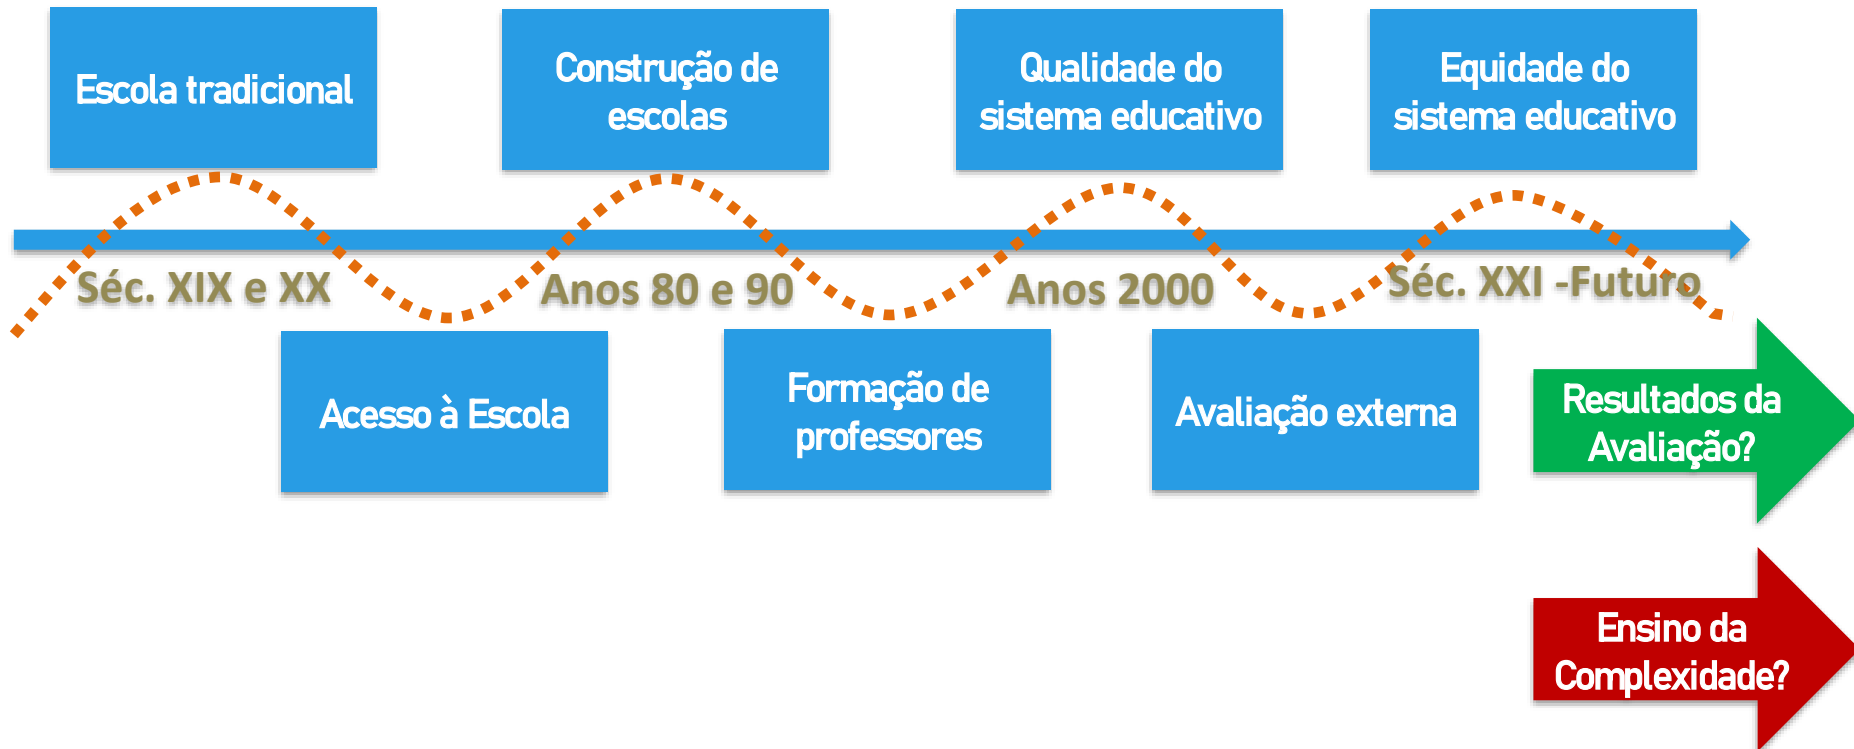 Escola tradicional
Construção de
escolas
Qualidade do
sistema educativo
Equidade do
sistema educativo
Séc. XIX e XX
Anos 80 e 90
Anos 2000
Séc. XXI -Futuro
Acesso à Escola
Formação de
professores
Avaliação externa
Resultados da
Avaliação?
Ensino da
Complexidade?